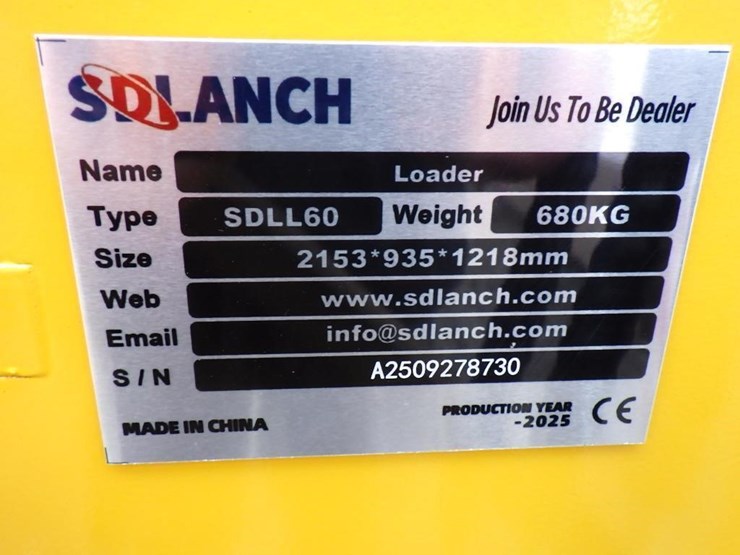 SDLANCH Join Us To Be Dealer
Name Loader
Type SDLL60 Weight 680KG
Size 2153*935*1218mm
Web www.sdlanch.com
Email info@sdlanch.com
S/N A2509278730
MADE IN CHINA PRODUCTION YEAR CE
-2025